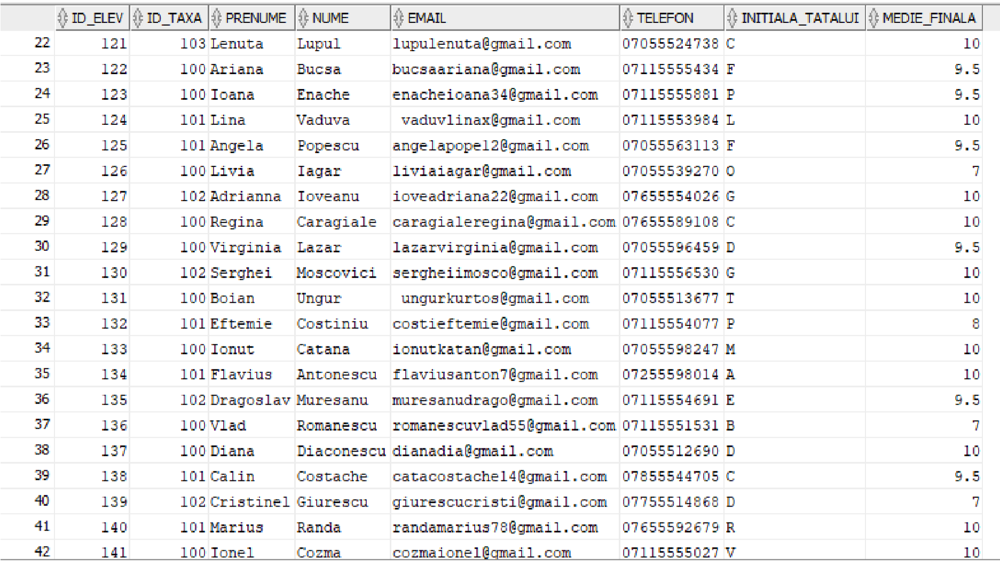 ID_ELEV ID_TAXA PRENUME NUME EMAIL TELEFON INITIALA_TATALUI MEDIE_FINALA
22 121 103 Lenuta Lupul lupulenuta@gmail.com 07055524738 C 10
23 122 100 Ariana Bucsa bucsaariana@gmail.com 07115555434 F 9.5
24 123 100 Ioana Enache enacheioana34@gmail.com 07115555881 P 9.5
25 124 101 Lina Vaduva vaduvlinax@gmail.com 07115553984 L 10
26 125 101 Angela Popescu angelapope12@gmail.com 07055563113 F 9.5
27 126 100 Livia Iagar liviaiagar@gmail.com 07055539270 O 7
28 127 102 Adrianna Ioveanu ioveadriana22@gmail.com 07655554026 G 10
29 128 100 Regina Caragiale caragialeregina@gmail.com 07655589108 C 10
30 129 100 Virginia Lazar lazarvirginia@gmail.com 07055596459 D 9.5
31 130 102 Serghei Moscovici sergheiimosco@gmail.com 07115556530 G 10
32 131 100 Boian Ungur ungurkurtos@gmail.com 07055513677 T 10
33 132 101 Eftemie Costiniu costieftemie@gmail.com 07115554077 P 8
34 133 100 Ionut Catana ionutkatan@gmail.com 07055598247 M 10
35 134 101 Flavius Antonescu flaviusanton7@gmail.com 07255598014 A 10
36 135 102 Dragoslav Muresanu muresanudrago@gmail.com 07115554691 E 9.5
37 136 100 Vlad Romanescu romanescuvlad55@gmail.com 07115551531 B 7
38 137 100 Diana Diaconescu dianadia@gmail.com 07055512690 D 10
39 138 101 Calin Costache catacostache14@gmail.com 07855544705 C 9.5
40 139 102 Cristinel Giurescu giurescucristi@gmail.com 07755514868 D 7
41 140 101 Marius Randa randamarius78@gmail.com 07655592679 R 10
42 141 100 Ionel Cozma cozmaionel@gmail.com 07115555027 V 10